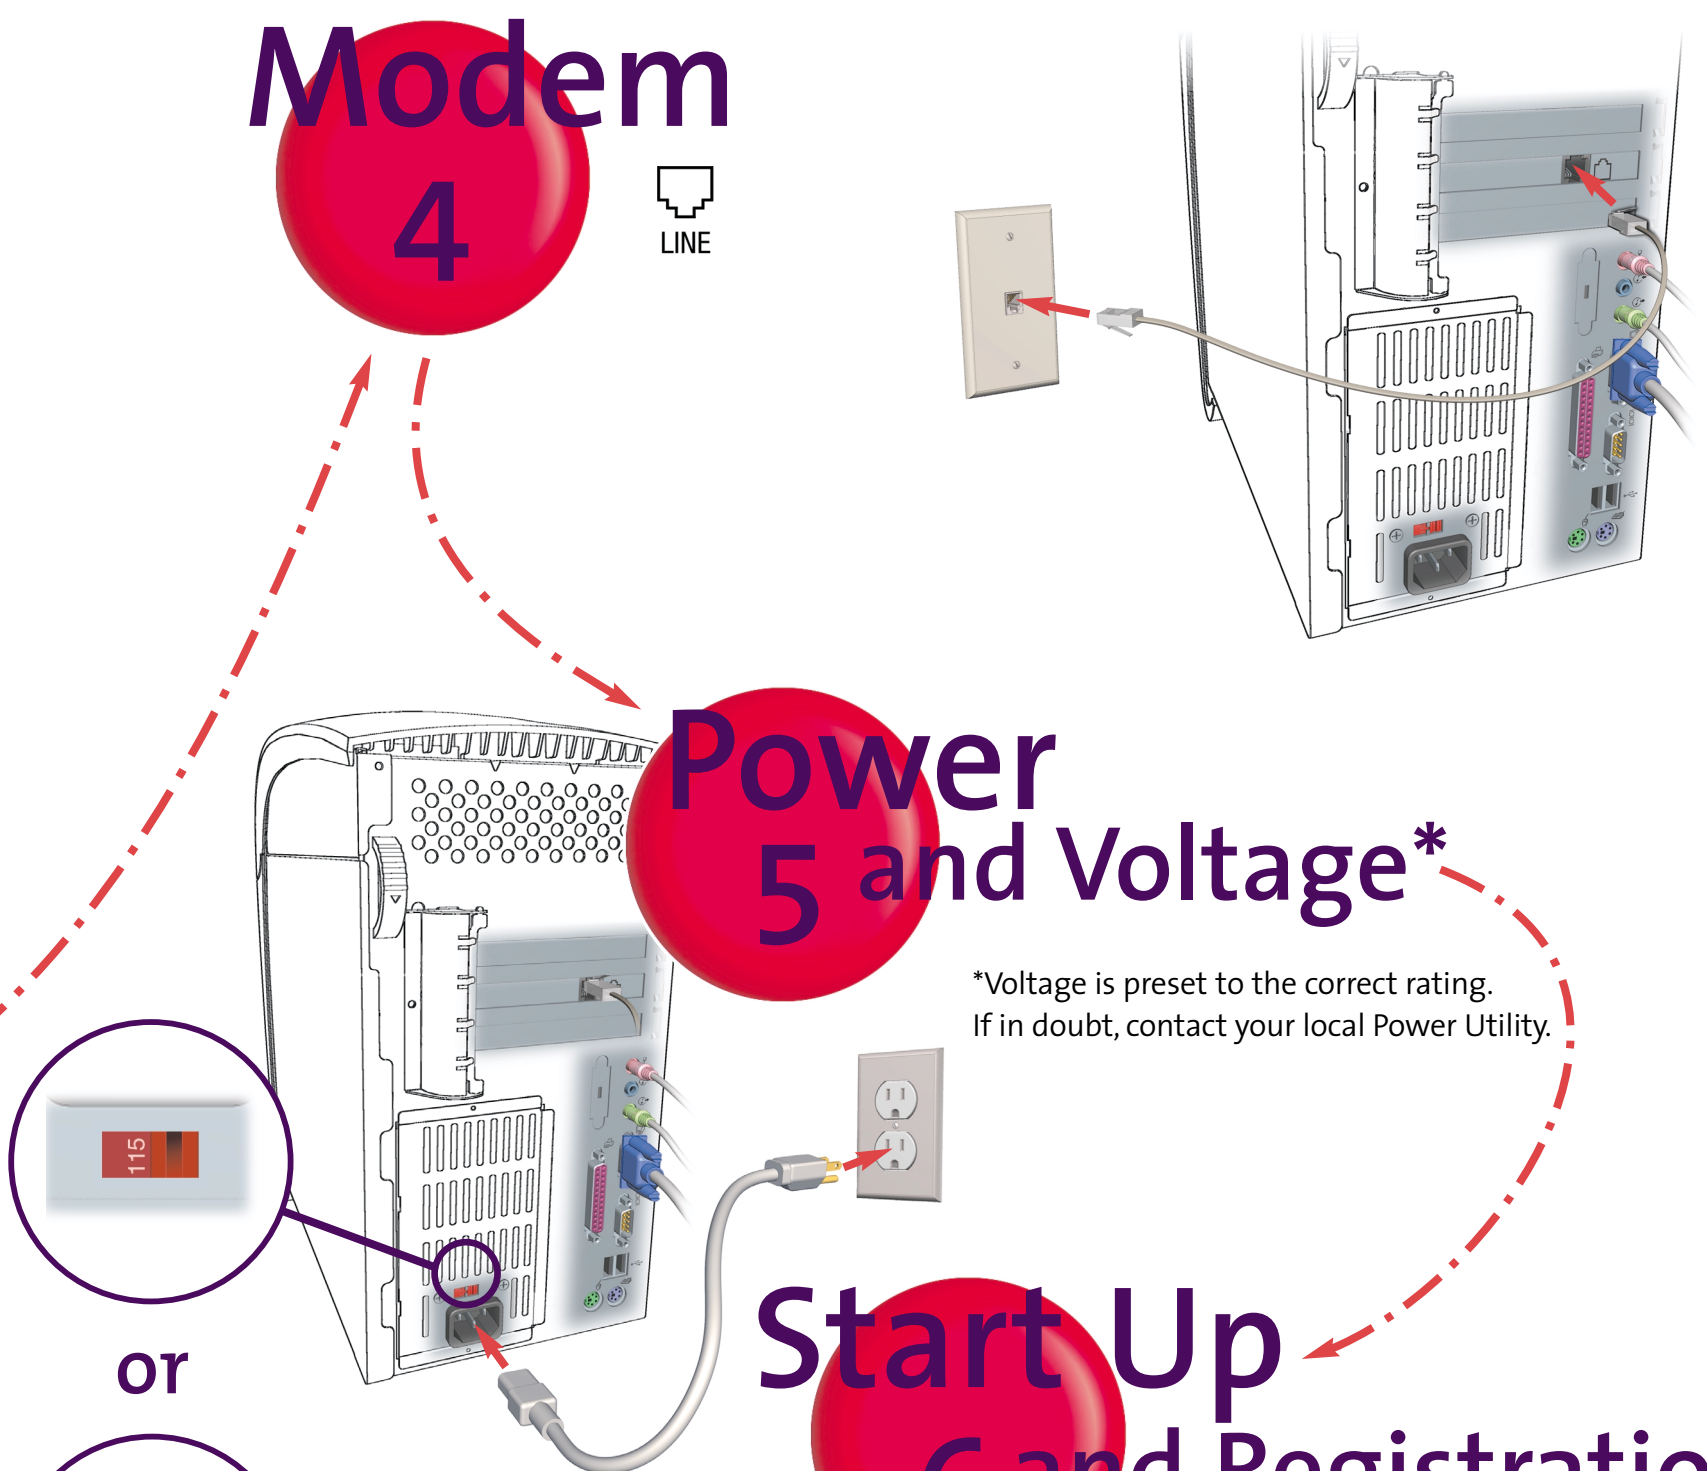 Modem
4
LINE
Power
5 and Voltage*
*Voltage is preset to the correct rating.
If in doubt, contact your local Power Utility.
115
or
Start Up
and